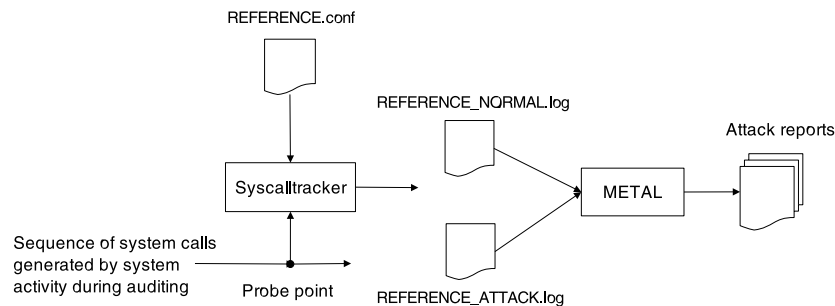 REFERENCE.conf
REFERENCE_NORMAL.log
Attack reports
Syscalltracker
METAL
Sequence of system calls
generated by system
activity during auditing
Probe point
REFERENCE_ATTACK.log